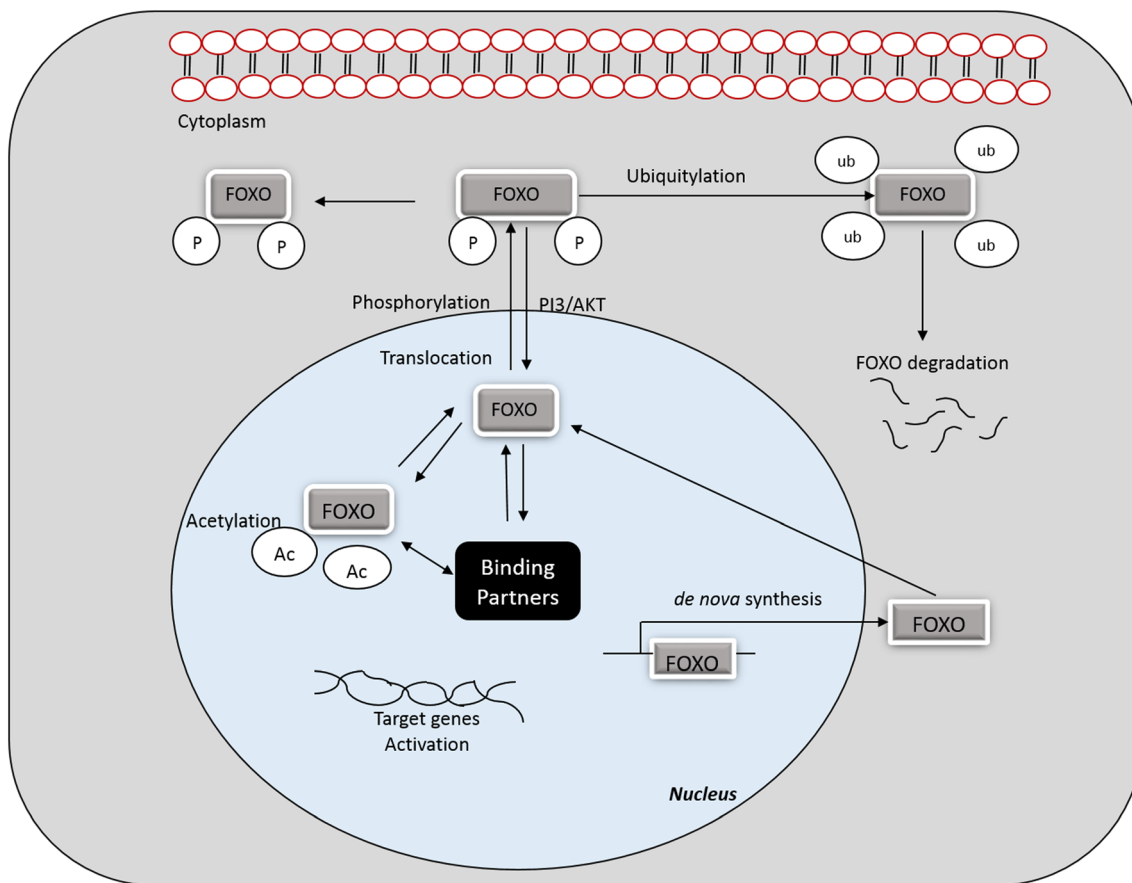 Cytoplasm
FOXO
P
P
FOXO
P
P
Ubiquitylation
ub
ub
FOXO
ub
ub
Phosphorylation
PI3/AKT
Translocation
FOXO
FOXO degradation
Acetylation
FOXO
Ac
Ac
Binding
Partners
de nova synthesis
FOXO
FOXO
Target genes
Activation
Nucleus